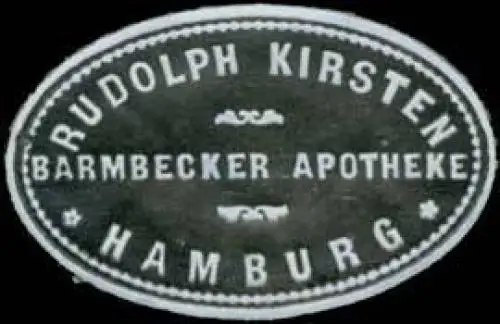 RUDOLPH KIRSTEN
BARMBECKER APOTHEKE
* HAMBURG *